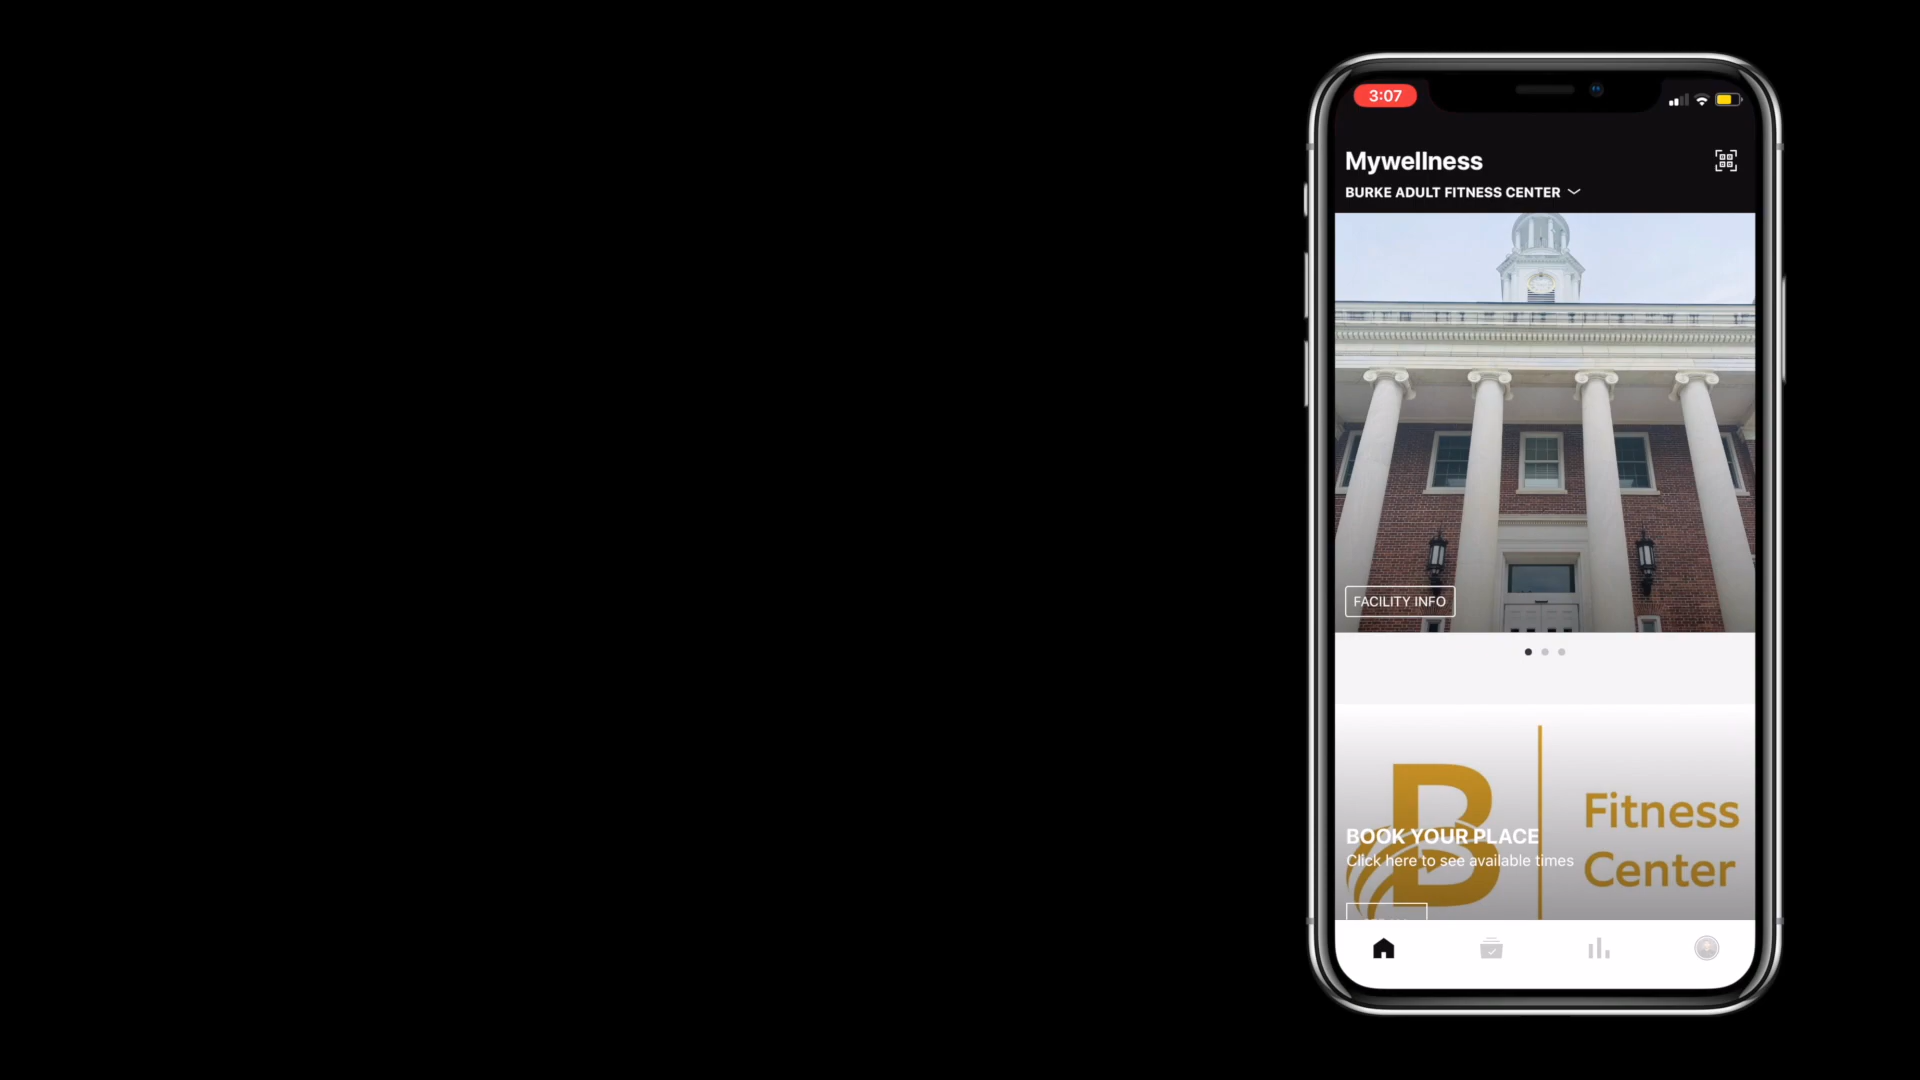 3:07
Mywellness
BURKE ADULT FITNESS CENTER
FACILITY INFO
B
Fitness
Center
BOOK YOUR PLACE
Click here to see available times